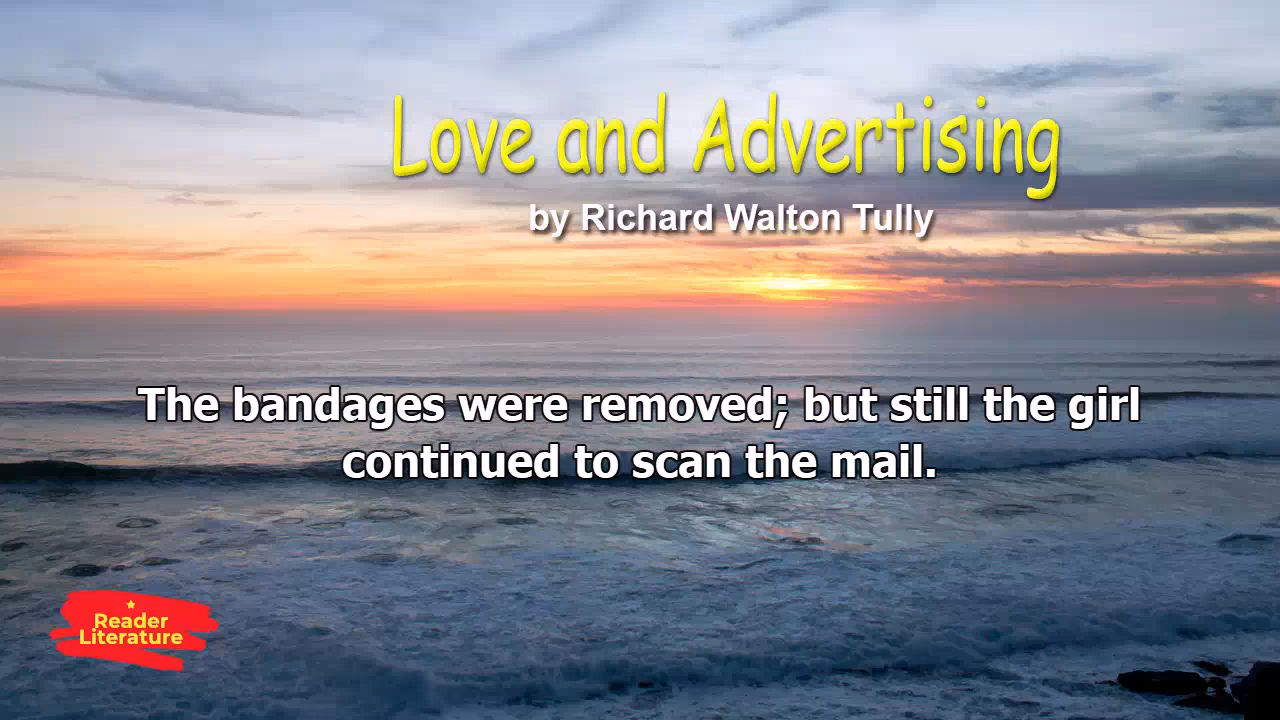 Love and Advertising
by Richard Walton Tully
The bandages were removed; but still the girl
continued to scan the mail.
Reader
Literature